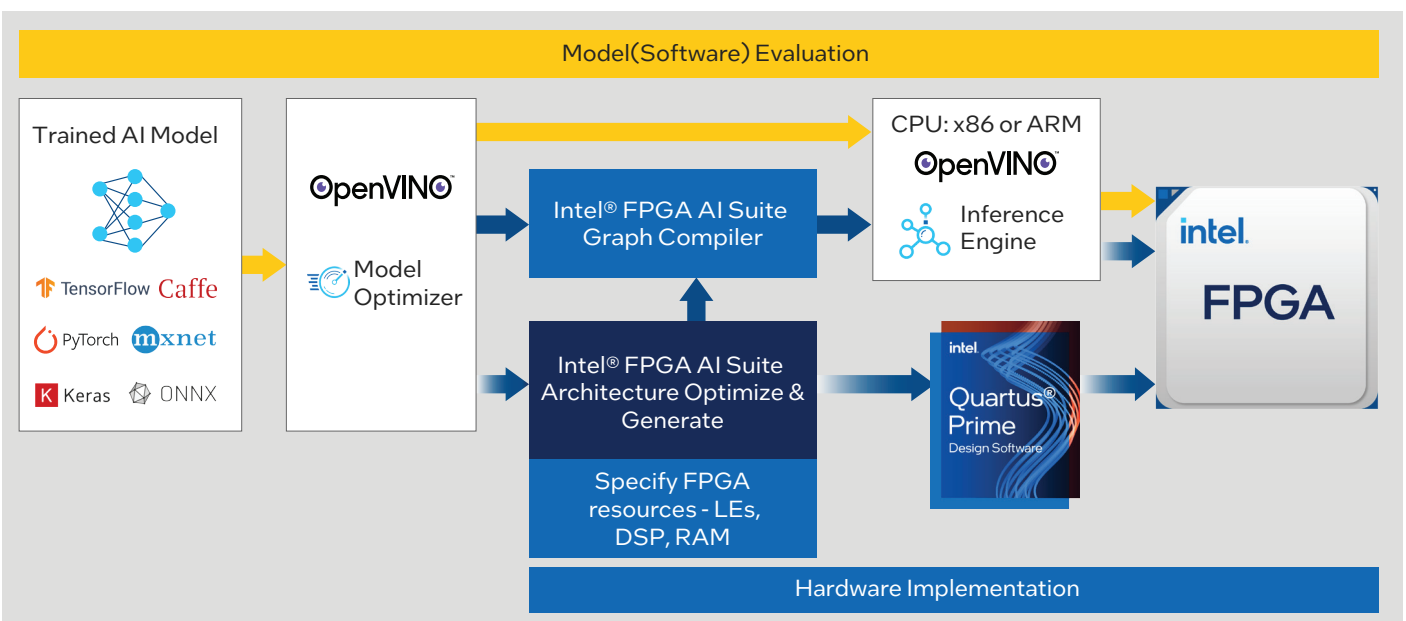 Model(Software) Evaluation
Trained AI Model
TensorFlow
Caffe
PyTorch
mxnet
K
Keras
ONNX
OpenVINO™
Model
Optimizer
Intel® FPGA AI Suite
Graph Compiler
Intel® FPGA AI Suite
Architecture Optimize &
Generate
Specify FPGA
resources - LEs,
DSP, RAM
CPU: x86 or ARM
OpenVINO™
Inference
Engine
intel
Quartus®
Prime
Design Software
intel.
FPGA
Hardware Implementation